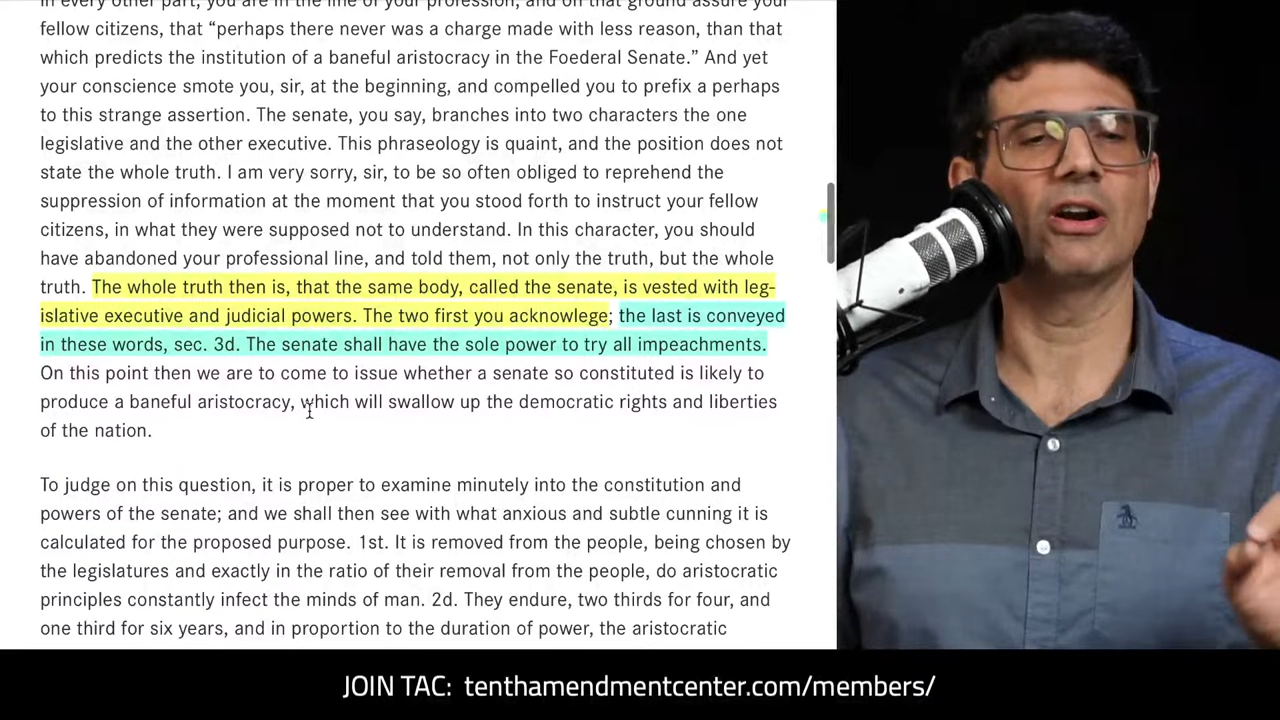 in every other part, you are in the line of your profession, and on that ground assure your
fellow citizens, that “perhaps there never was a charge made with less reason, than that
which predicts the institution of a baneful aristocracy in the Foederal Senate.” And yet
your conscience smote you, sir, at the beginning, and compelled you to prefix a perhaps
to this strange assertion. The senate, you say, branches into two characters the one
legislative and the other executive. This phraseology is quaint, and the position does not
state the whole truth. I am very sorry, sir, to be so often obliged to reprehend the
suppression of information at the moment that you stood forth to instruct your fellow
citizens, in what they were supposed not to understand. In this character, you should
have abandoned your professional line, and told them, not only the truth, but the whole
truth. The whole truth then is, that the same body, called the senate, is vested with leg-
islative executive and judicial powers. The two first you acknowlege; the last is conveyed
in these words, sec. 3d. The senate shall have the sole power to try all impeachments.
On this point then we are to come to issue whether a senate so constituted is likely to
produce a baneful aristocracy, which will swallow up the democratic rights and liberties
of the nation.
To judge on this question, it is proper to examine minutely into the constitution and
powers of the senate; and we shall then see with what anxious and subtle cunning it is
calculated for the proposed purpose. 1st. It is removed from the people, being chosen by
the legislatures and exactly in the ratio of their removal from the people, do aristocratic
principles constantly infect the minds of man. 2d. They endure, two thirds for four, and
one third for six years, and in proportion to the duration of power, the aristocratic
JOIN TAC: tenthamendmentcenter.com/members/